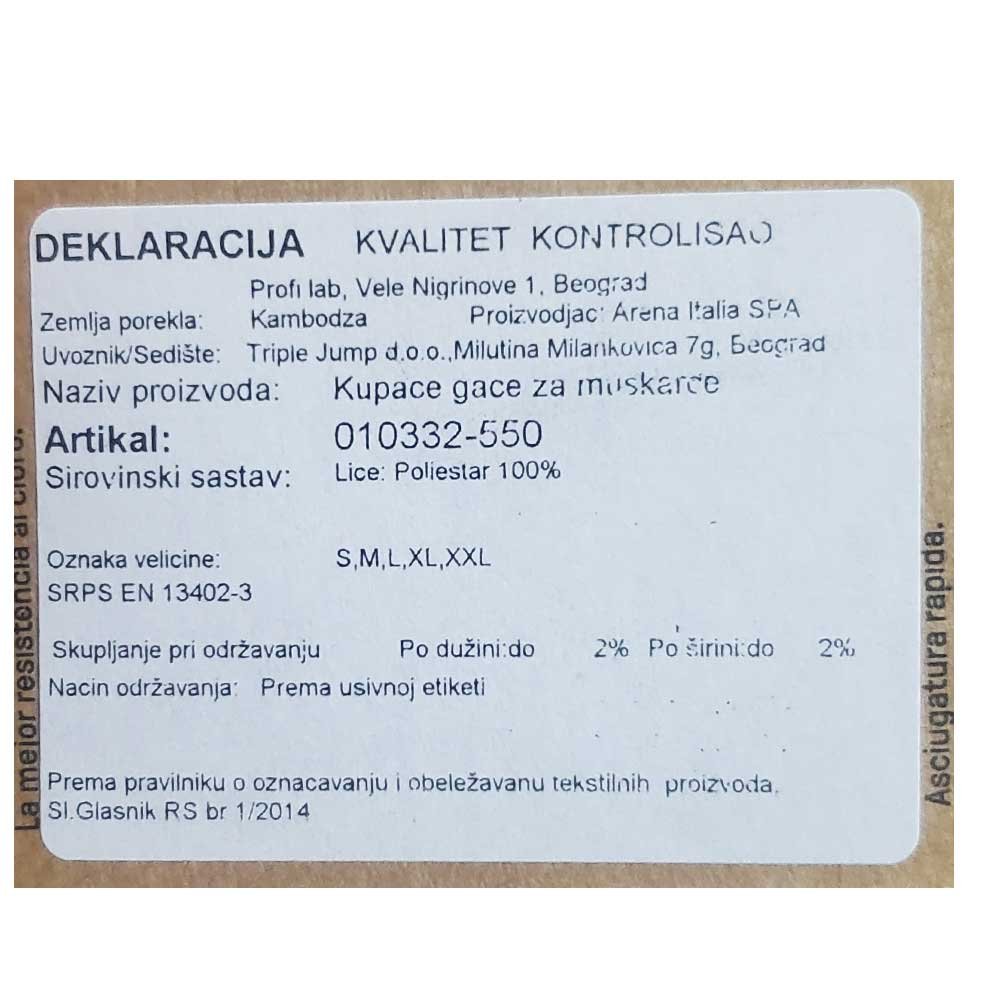 DEKLARACIJA KVALITET KONTROLISAO
Profi lab, Vele Nigrinove 1, Beograd
Zemlja porekla: Kambodza Proizvodjac: Arena Italia SPA
Uvoznik/Sedište: Triple Jump d.o.o.,Milutina Milankovica 7g, Beograd
Naziv proizvoda: Kupace gace za muskarce
Artikal: 010332-550
Sirovinski sastav: Lice: Poliestar 100%
Oznaka velicine: S,M,L,XL,XXL
SRPS EN 13402-3
Skupljanje pri održavanju Po dužini:do 2% Po širini:do 2%
Nacin održavanja: Prema usivnoj etiketi
Prema pravilniku o oznacavanju i obeležavanu tekstilnih proizvoda,
Sl.Glasnik RS br 1/2014
La mejor resistencia al cloro.
Asciugatura rapida.